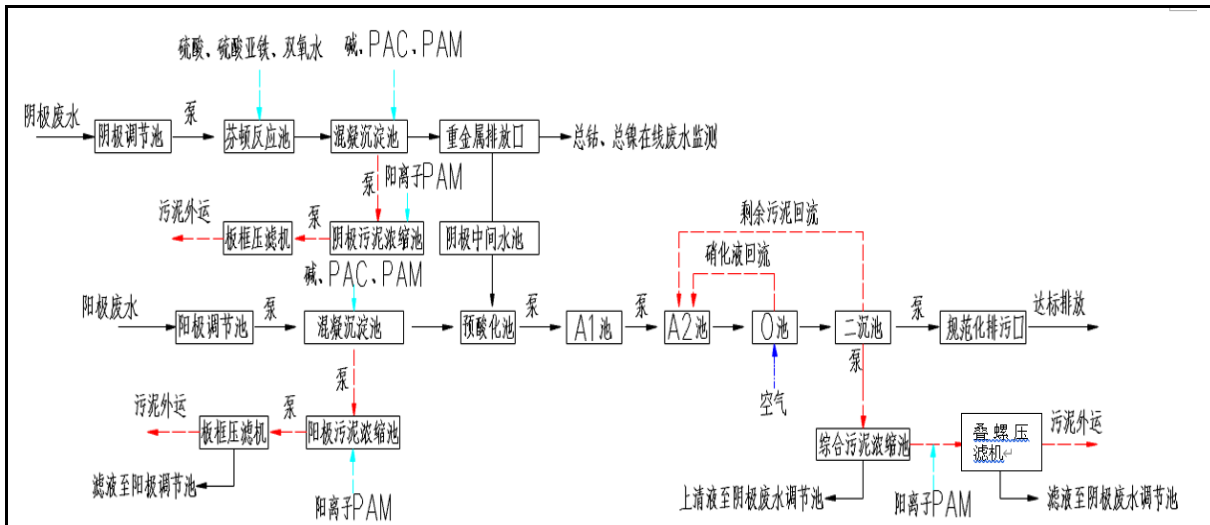 硫酸、硫酸亚铁、双氧水
碱、PAC、PAM
阴极废水
阴极调节池
泵
芬顿反应池
混凝沉淀池
重金属排放口
总钴、总镍在线废水监测
泵
阳离子PAM
污泥外运
板框压滤机
泵
阴极污泥浓缩池
阴极中间水池
剩余污泥回流
硝化液回流
碱、PAC、PAM
阳极废水
阳极调节池
泵
混凝沉淀池
预酸化池
泵
A1池
泵
A2池
O池
二沉池
泵
规范化排污口
达标排放
泵
泵
空气
污泥外运
板框压滤机
泵
阳极污泥浓缩池
综合污泥浓缩池
叠螺压
滤机
污泥外运
滤液至阳极调节池
阳离子PAM
上清液至阴极废水调节池
阳离子PAM
滤液至阴极废水调节池